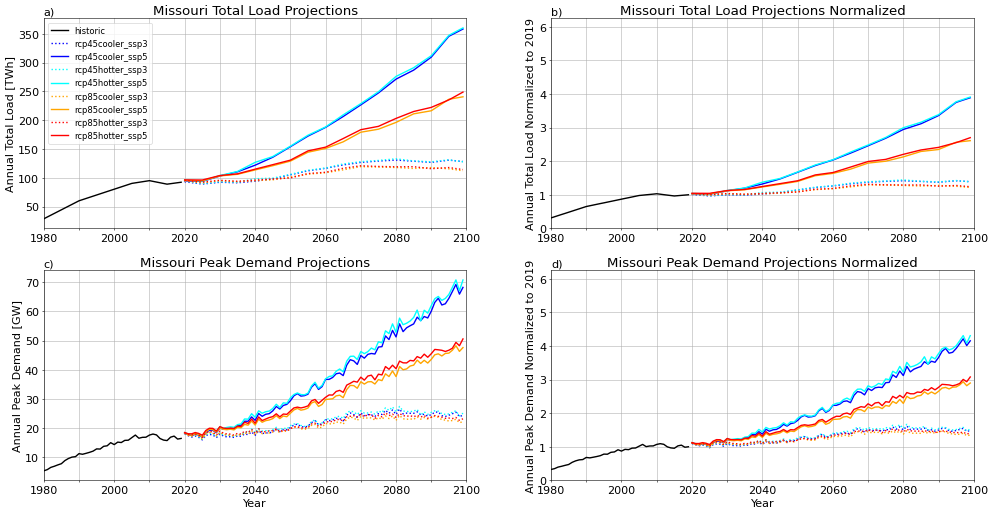 a)
Missouri Total Load Projections
Annual Total Load [TWh]
350
300
250
200
150
100
50
historic
rcp45cooler_ssp3
rcp45cooler_ssp5
rcp45hotter_ssp3
rcp45hotter_ssp5
rcp85cooler_ssp3
rcp85cooler_ssp5
rcp85hotter_ssp3
rcp85hotter_ssp5
1980 2000 2020 2040 2060 2080 2100
b)
Missouri Total Load Projections Normalized
Annual Total Load Normalized to 2019
6
5
4
3
2
1
0
1980 2000 2020 2040 2060 2080 2100
c)
Missouri Peak Demand Projections
Annual Peak Demand [GW]
70
60
50
40
30
20
10
1980 2000 2020 2040 2060 2080 2100
Year
d)
Missouri Peak Demand Projections Normalized
Annual Peak Demand Normalized to 2019
6
5
4
3
2
1
0
1980 2000 2020 2040 2060 2080 2100
Year